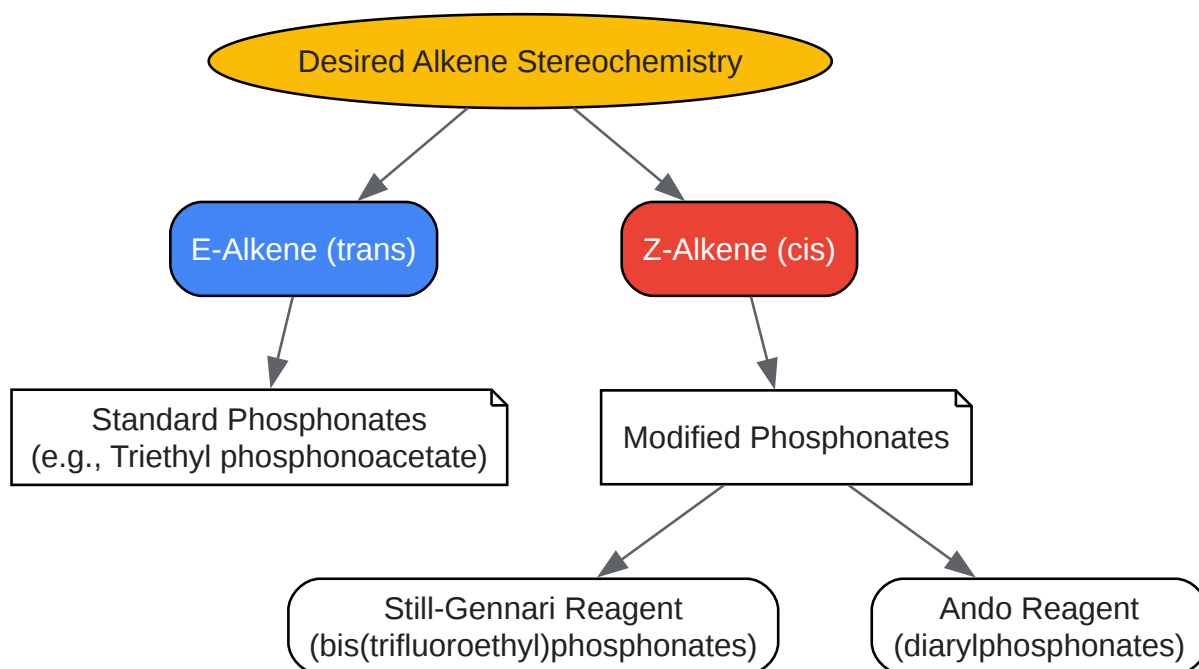 Desired Alkene Stereochemistry
E-Alkene (trans)
Z-Alkene (cis)
Standard Phosphonates
(e.g., Triethyl phosphonoacetate)
Modified Phosphonates
Still-Gennari Reagent
(bis(trifluoroethyl)phosphonates)
Ando Reagent
(diarylphosphonates)